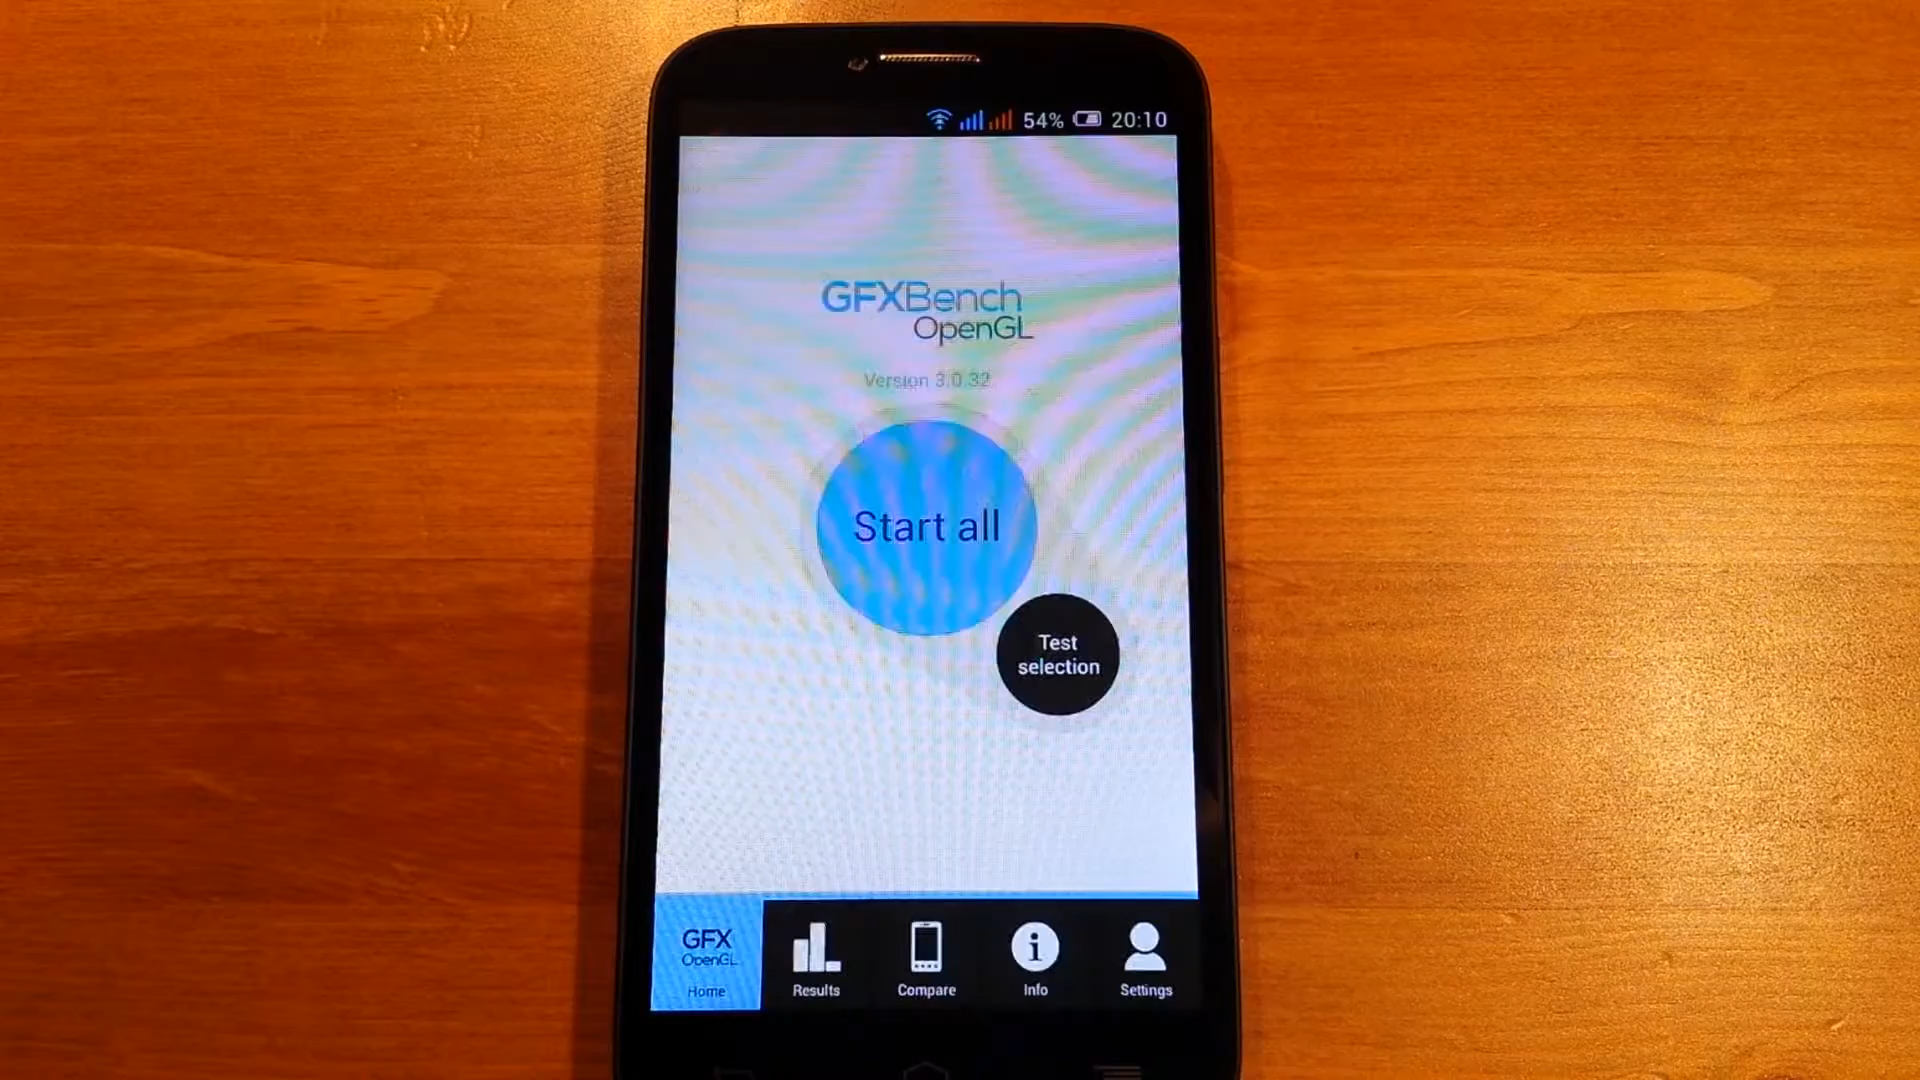 54% 20:10
GFXBench
OpenGL
Version 3.0.32
Start all
Test
selection
GFX
OpenGL
Home
Results
Compare
Info
Settings